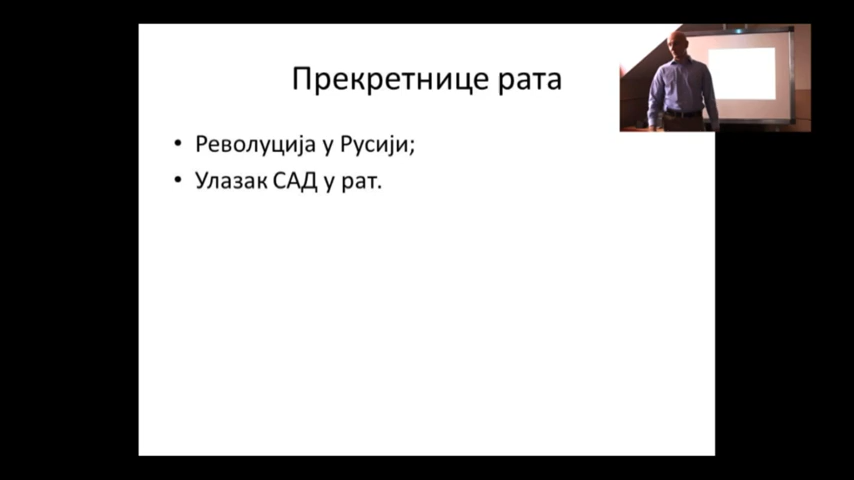 Прекретнице рата
• Револуција у Русији;
• Улазак САД у рат.